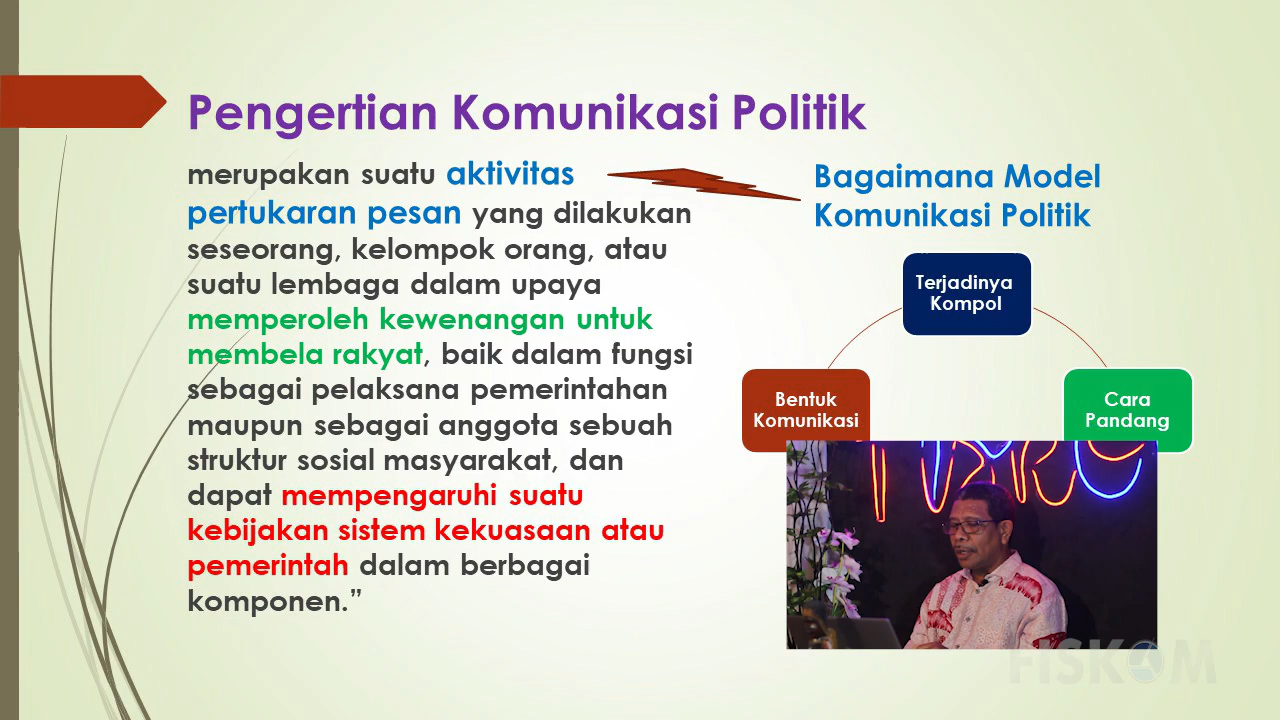 Pengertian Komunikasi Politik
merupakan suatu aktivitas
pertukaran pesan yang dilakukan
seseorang, kelompok orang, atau
suatu lembaga dalam upaya
memperoleh kewenangan untuk
membela rakyat, baik dalam fungsi
sebagai pelaksana pemerintahan
maupun sebagai anggota sebuah
struktur sosial masyarakat, dan
dapat mempengaruhi suatu
kebijakan sistem kekuasaan atau
pemerintah dalam berbagai
komponen.”
Bagaimana Model
Komunikasi Politik
Terjadinya
Kompol
Bentuk
Komunikasi
Cara
Pandang
FISKOM